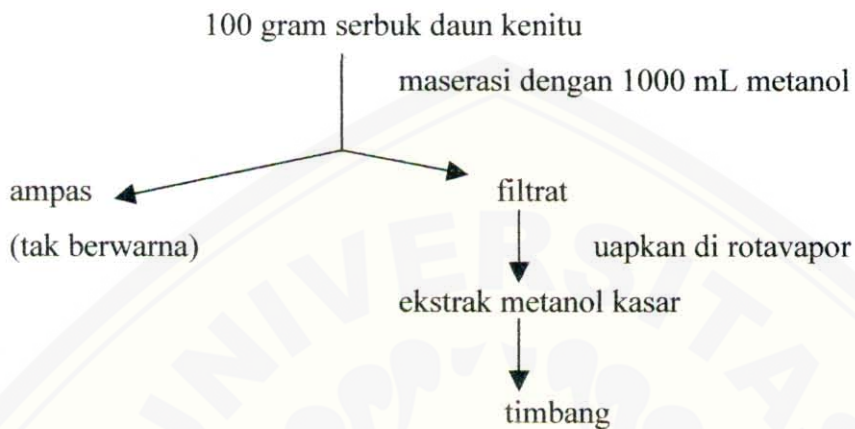 100 gram serbuk daun kenitu
maserasi dengan 1000 mL metanol
ampas
filtrat
(tak berwarna)
uapkan di rotavapor
ekstrak metanol kasar
timbang
UNIVERSITA